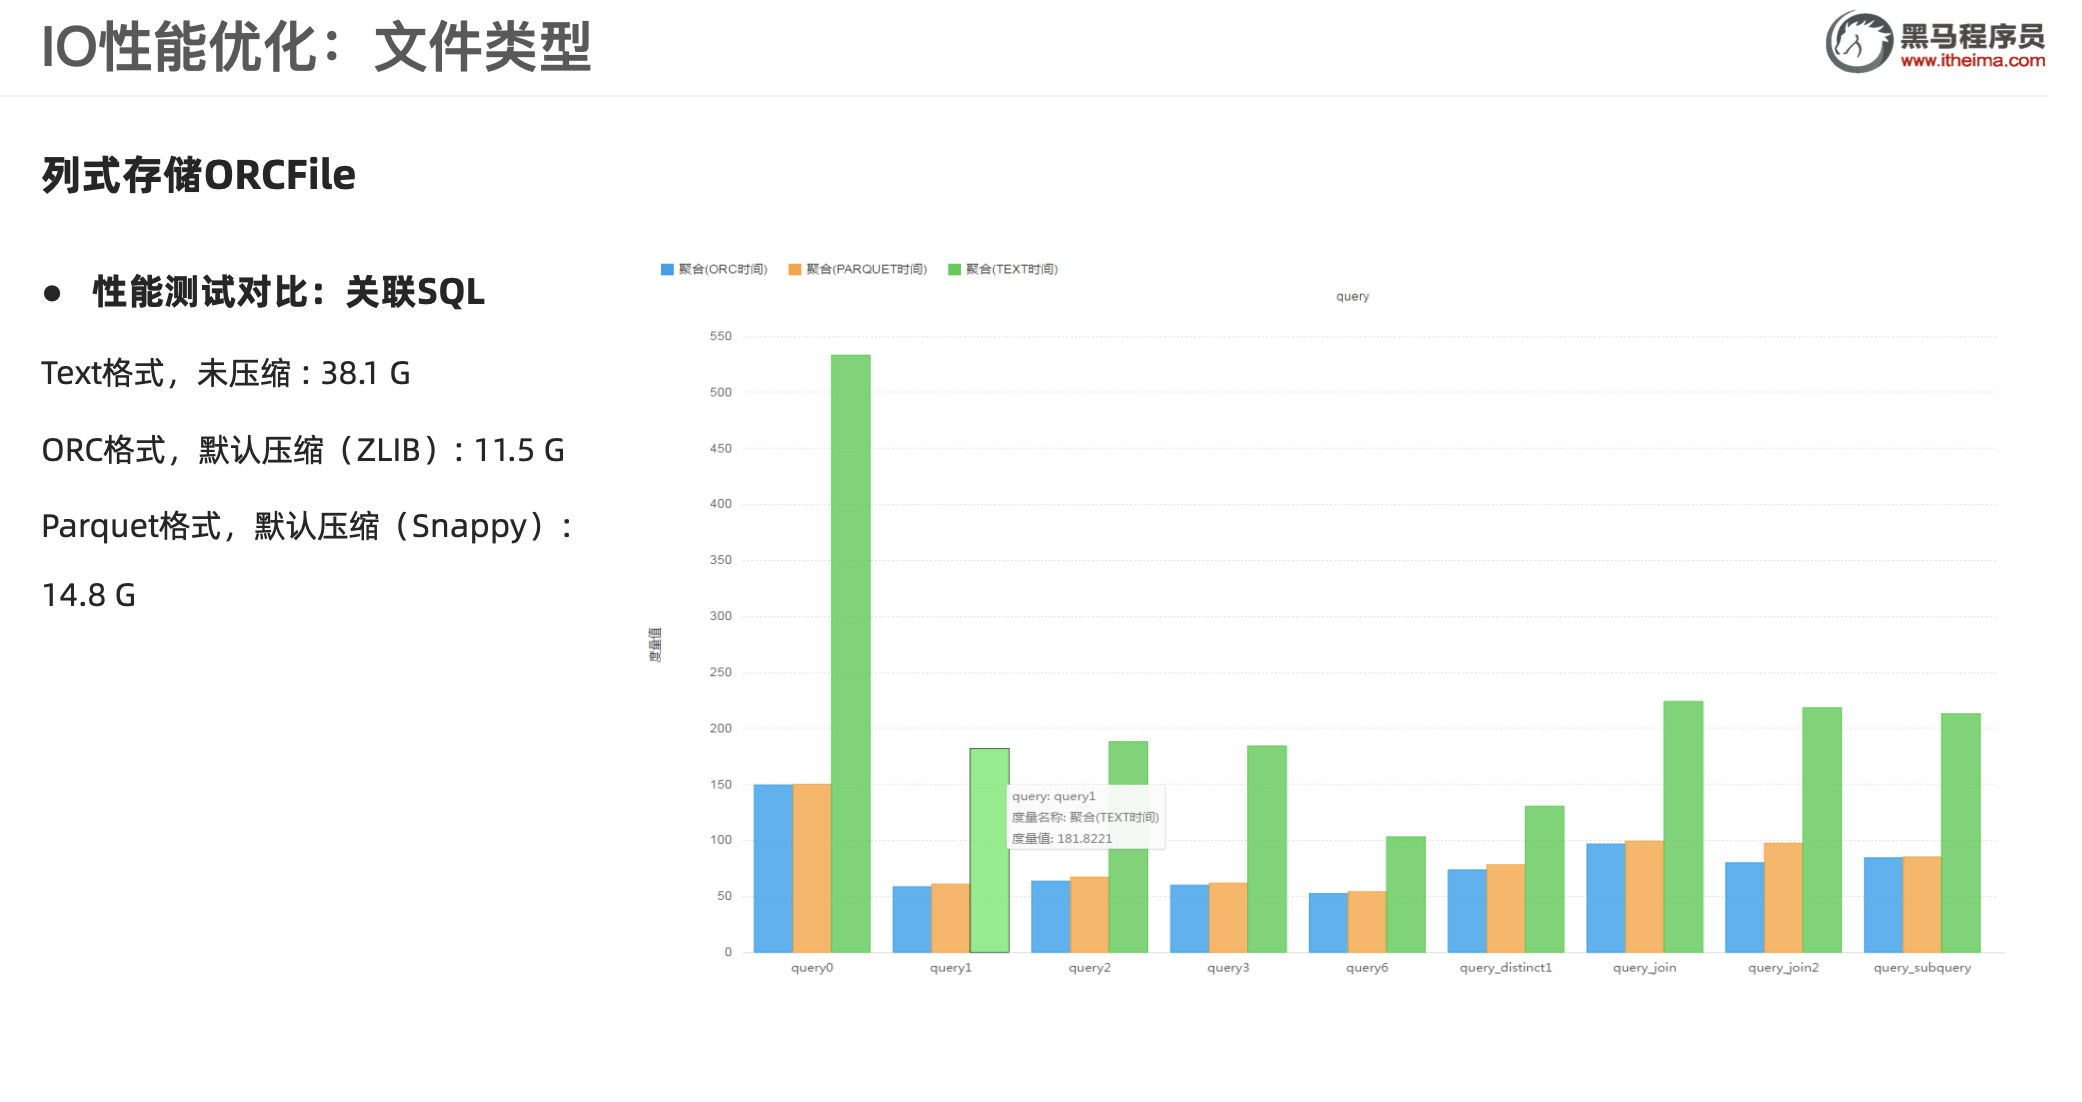 IO性能优化：文件类型
黑马程序员
www.itheima.com
列式存储ORCFile
● 性能测试对比：关联SQL
Text格式，未压缩 : 38.1 G
ORC格式，默认压缩（ZLIB）: 11.5 G
Parquet格式，默认压缩（Snappy）:
14.8 G
聚合(ORC时间) 聚合(PARQUET时间) 聚合(TEXT时间)
query
度量值
550
500
450
400
350
300
250
200
150
100
50
0
query: query1
度量名称: 聚合(TEXT时间)
度量值: 181.8221
query0 query1 query2 query3 query6 query_distinct1 query_join query_join2 query_subquery